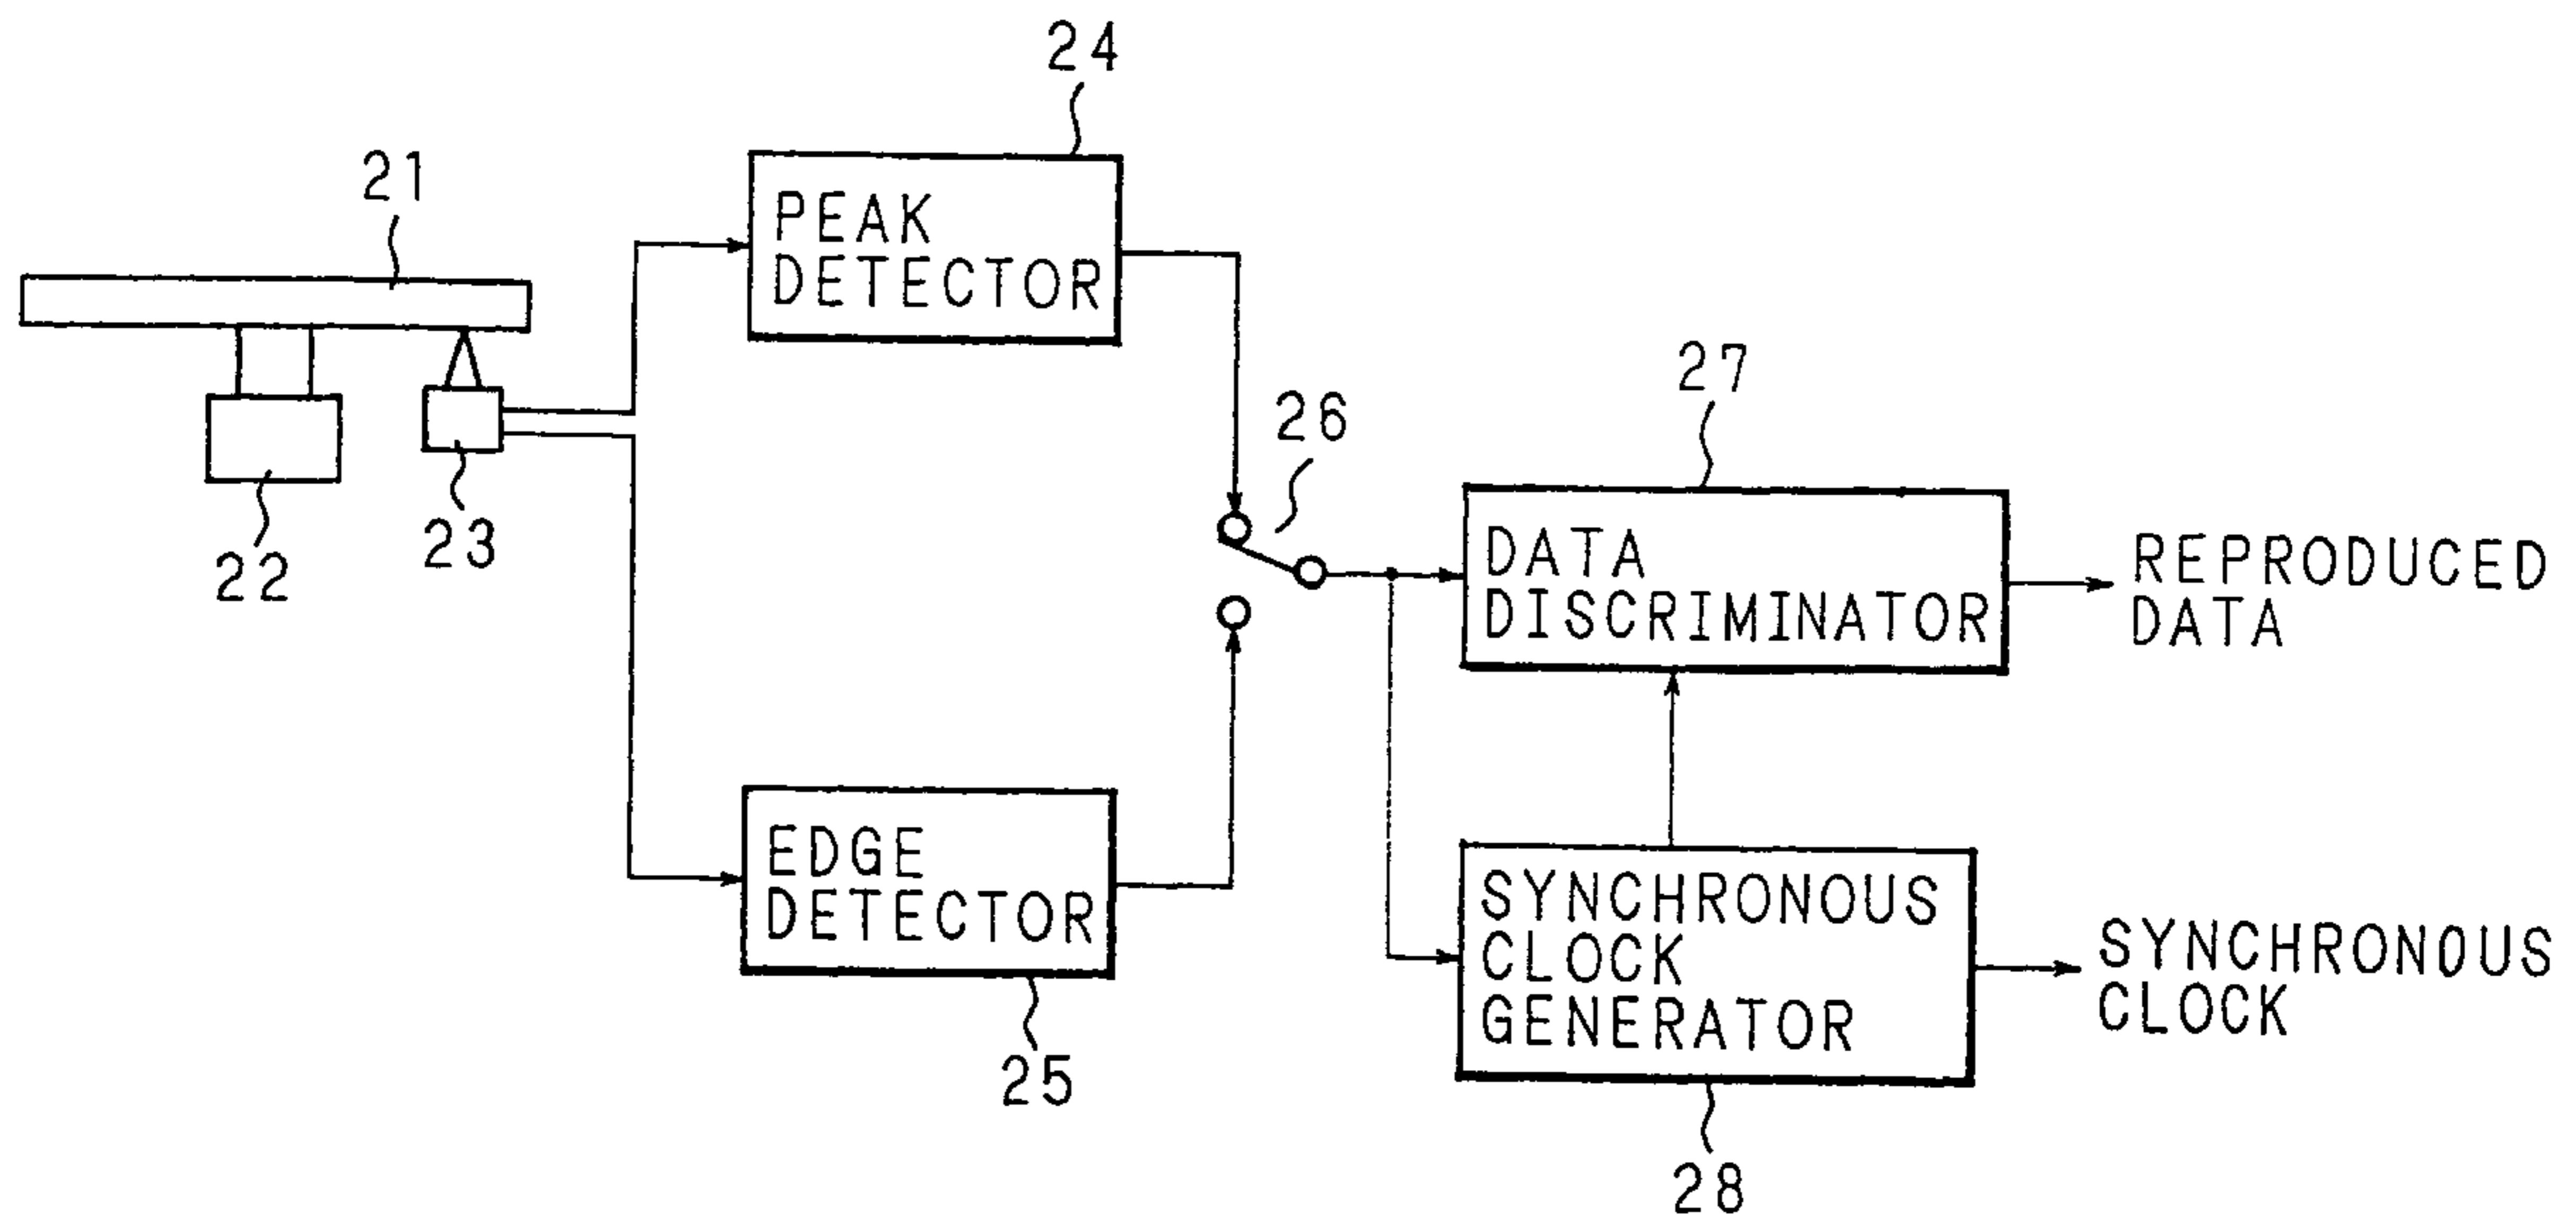 24
21
PEAK
DETECTOR
27
26
23
22
DATA
DISCRIMINATOR
REPRODUCED
DATA
EDGE
DETECTOR
SYNCHRONOUS
CLOCK
GENERATOR
SYNCHRONOUS
CLOCK
25
28